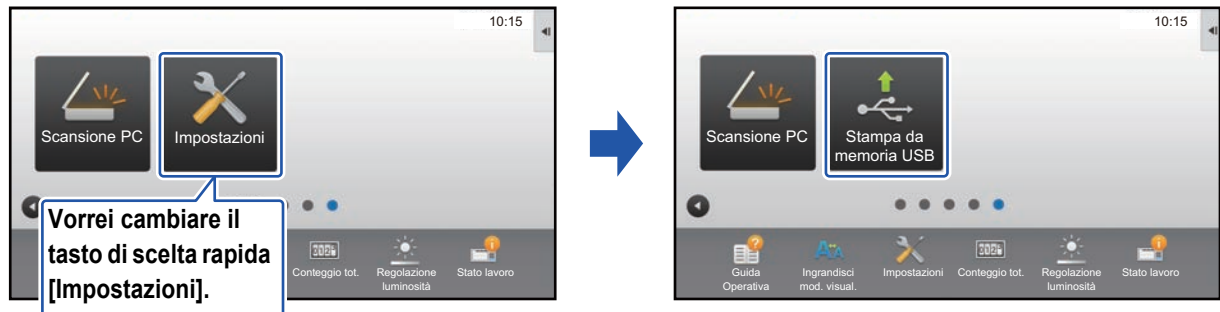 10:15
Scansione PC
Impostazioni
Vorrei cambiare il
tasto di scelta rapida
[Impostazioni].
Conteggio tot.
Regolazione
luminosità
Stato lavoro
10:15
Scansione PC
Stampa da
memoria USB
Guida
Operativa
Ingrandisci
mod. visual.
Impostazioni
Conteggio tot.
Regolazione
luminosità
Stato lavoro